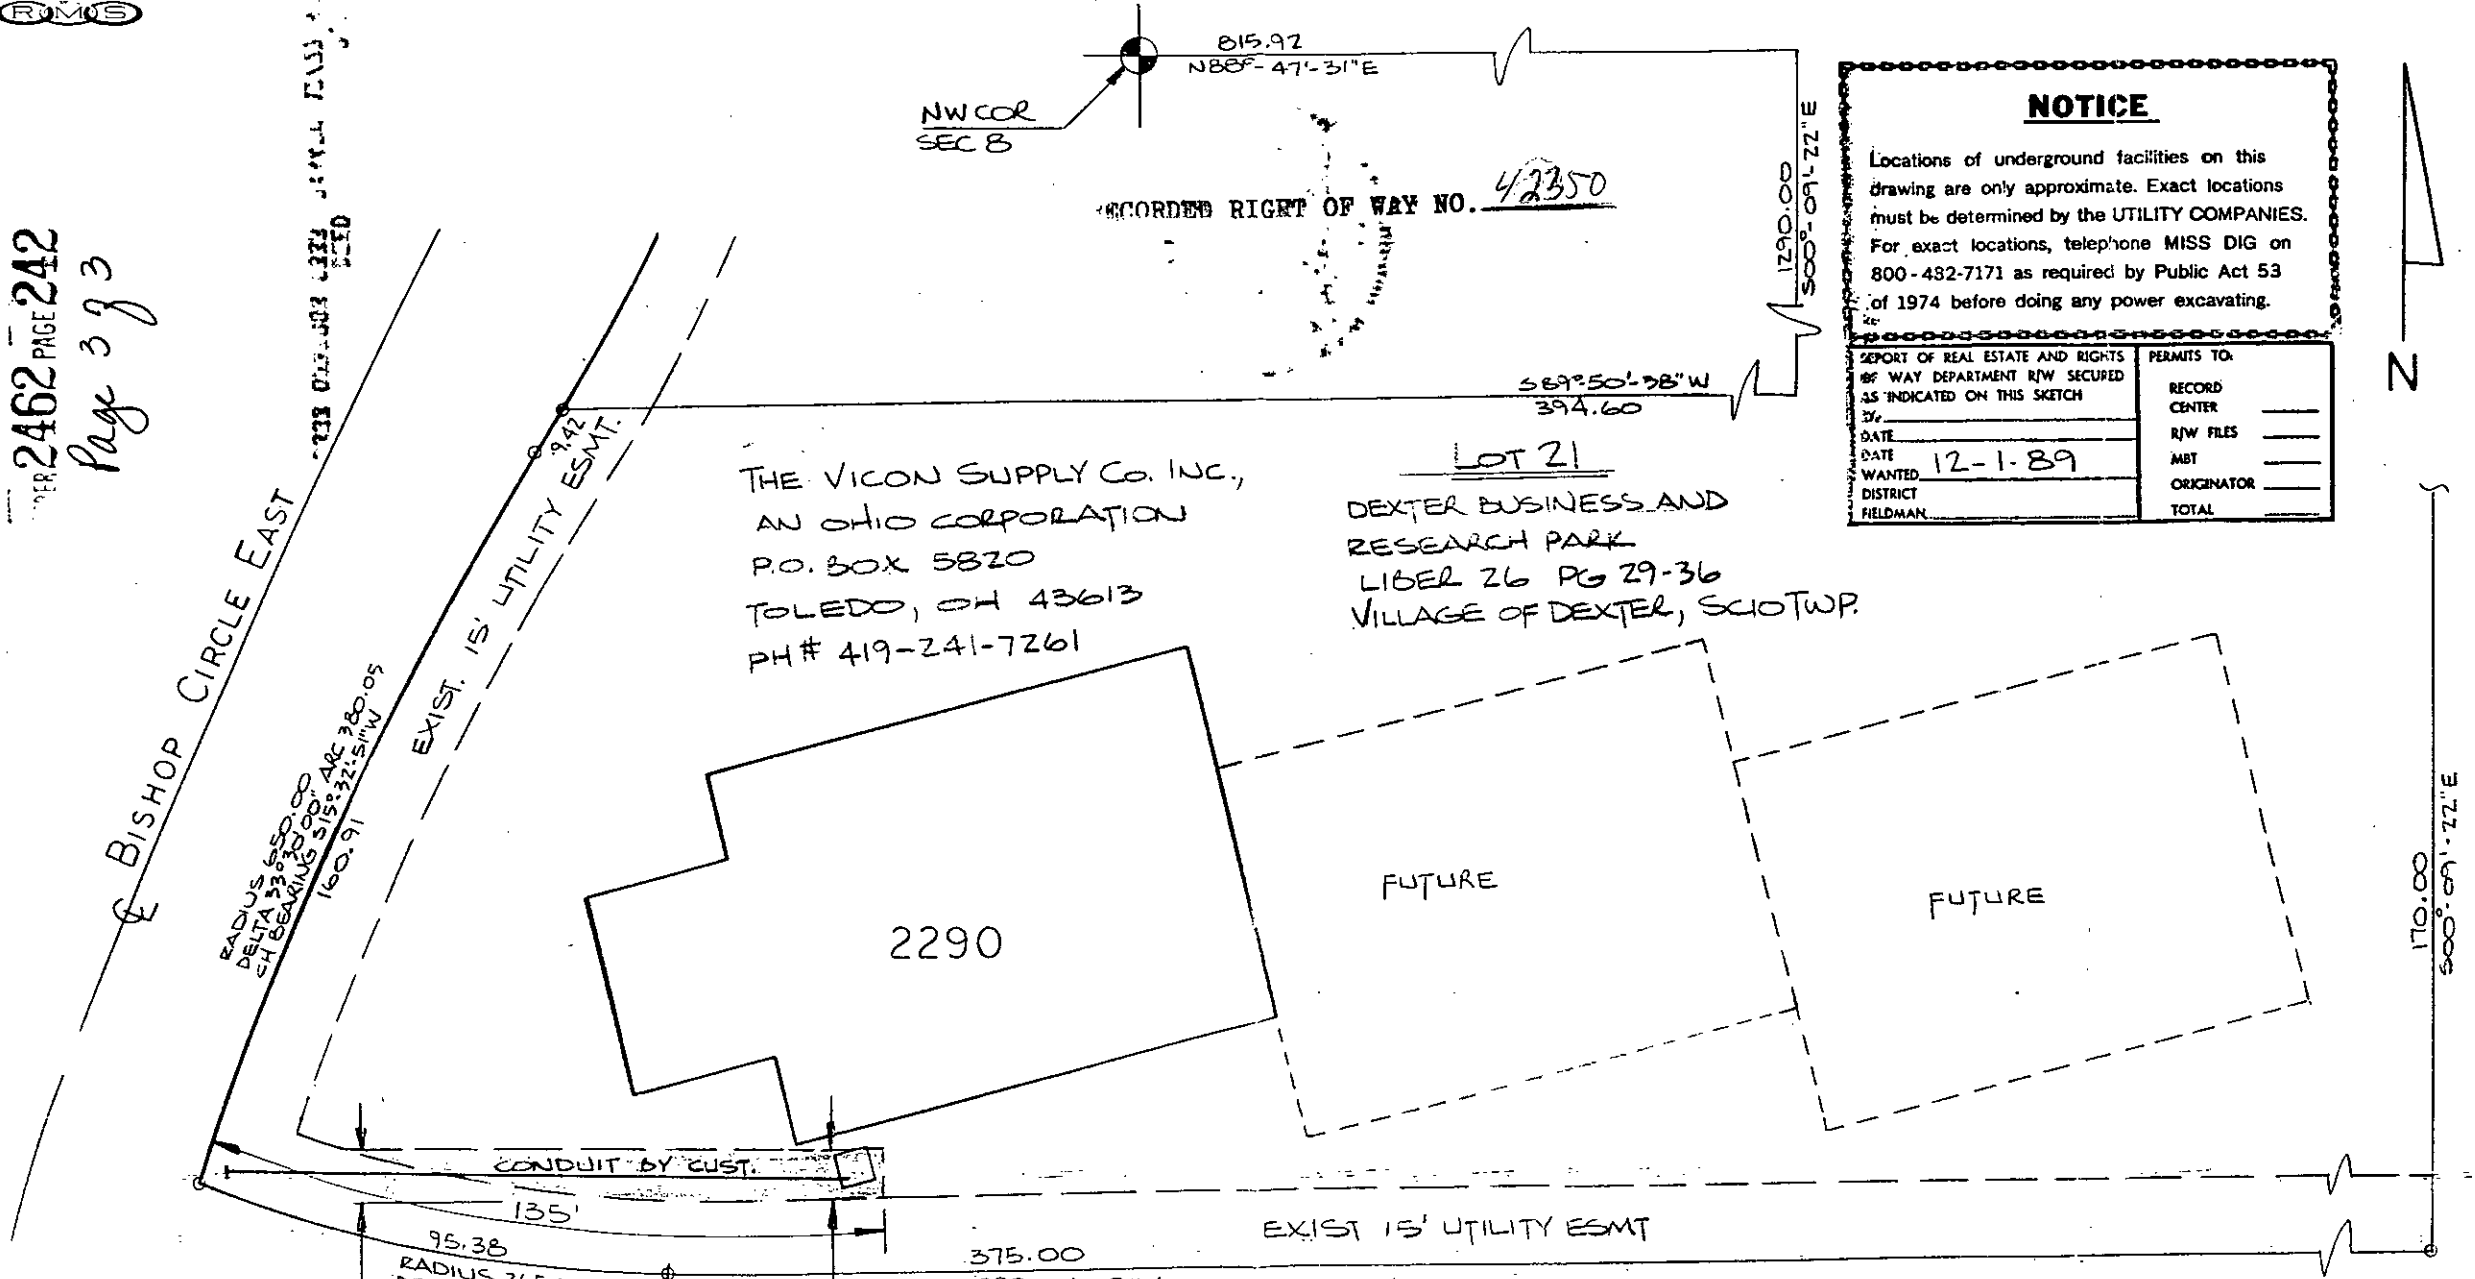 RMS
815.92
N88°-47'-31"E
NW COR
SEC 8
RECORDED RIGHT OF WAY NO. 42350
1290.00
S00°-09'-22"E
NOTICE
Locations of underground facilities on this
drawing are only approximate. Exact locations
must be determined by the UTILITY COMPANIES.
For exact locations, telephone MISS DIG on
800-482-7171 as required by Public Act 53
of 1974 before doing any power excavating.
REPORT OF REAL ESTATE AND RIGHTS
OF WAY DEPARTMENT R/W SECURED
AS INDICATED ON THIS SKETCH
BY
DATE
DATE
WANTED 12-1-89
DISTRICT
FIELDMAN
PERMITS TO:
RECORD
CENTER
R/W FILES
MBT
ORIGINATOR
TOTAL
N
LIBER 2462 PAGE 242
Page 3 of 3
S89°-50'-38"W
394.60
9.42
EXIST. 15' UTILITY ESMT.
THE VICON SUPPLY CO. INC.,
AN OHIO CORPORATION
P.O. BOX 5820
TOLEDO, OH 43613
PH# 419-241-7261
LOT 21
DEXTER BUSINESS AND
RESEARCH PARK
LIBER 26 PG 29-36
VILLAGE OF DEXTER, SCIO TWP.
℄ BISHOP CIRCLE EAST
RADIUS 650.00
DELTA 33°30'00" ARC 380.05
CH BEARING S15°-32'-51"W
160.91
2290
FUTURE
FUTURE
170.00
S00°-09'-22"E
CONDUIT BY CUST.
135'
95.38
RADIUS
375.00
EXIST 15' UTILITY ESMT